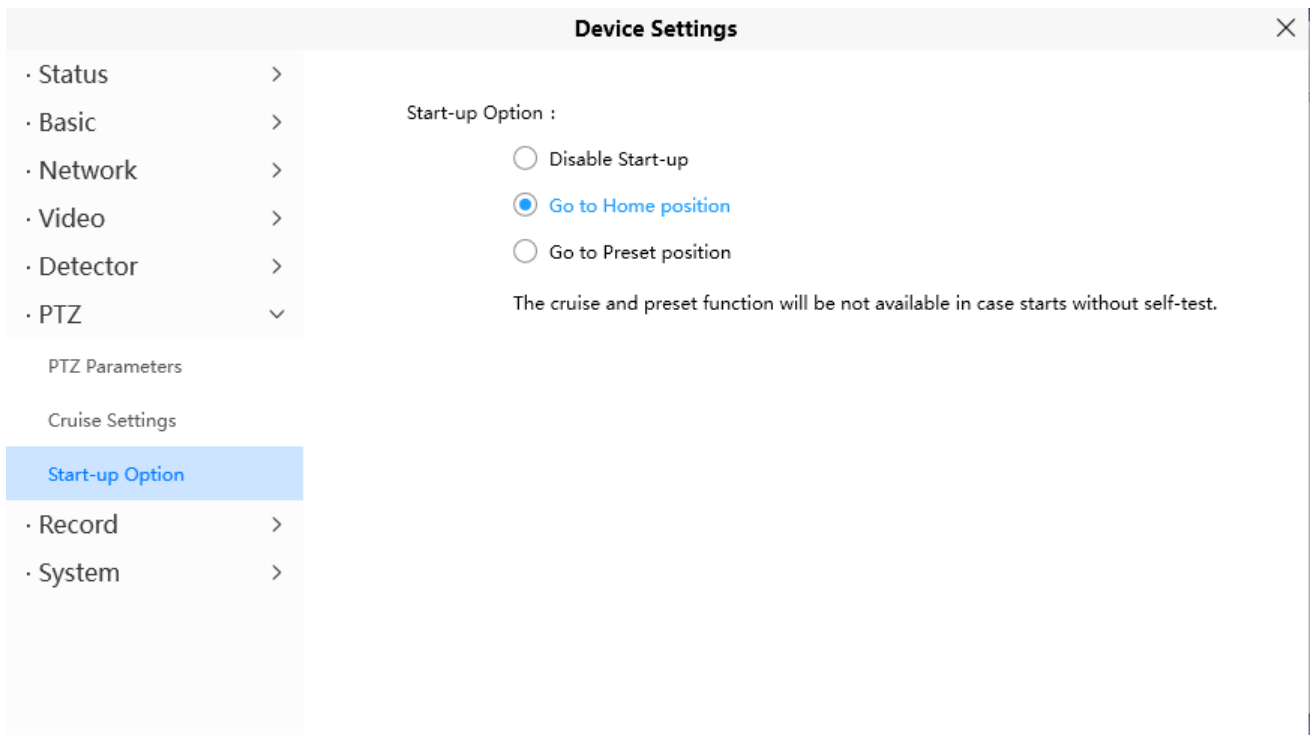 Device Settings
· Status
· Basic
· Network
· Video
· Detector
· PTZ
PTZ Parameters
Cruise Settings
Start-up Option
· Record
· System
Start-up Option :
Disable Start-up
Go to Home position
Go to Preset position
The cruise and preset function will be not available in case starts without self-test.